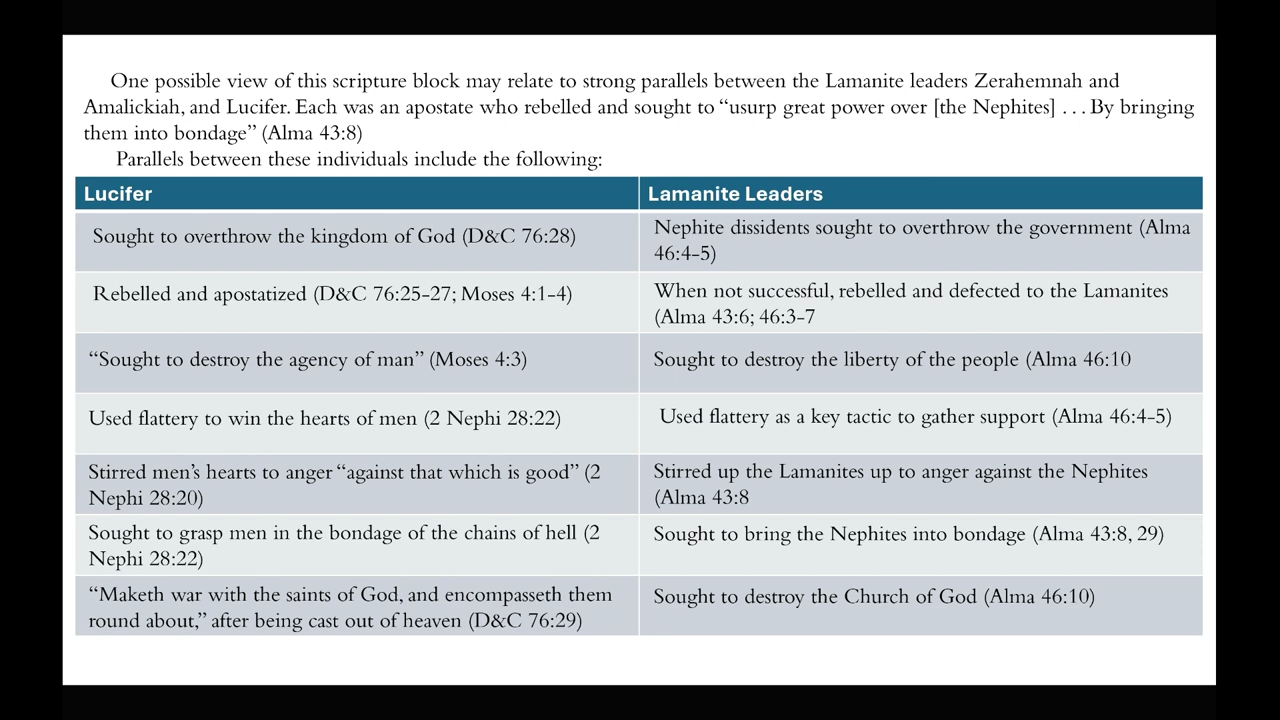 One possible view of this scripture block may relate to strong parallels between the Lamanite leaders Zerahemnah and
Amalickiah, and Lucifer. Each was an apostate who rebelled and sought to “usurp great power over [the Nephites] . . . By bringing
them into bondage” (Alma 43:8)
Parallels between these individuals include the following:
Lucifer
Lamanite Leaders
Sought to overthrow the kingdom of God (D&C 76:28)
Nephite dissidents sought to overthrow the government (Alma
46:4-5)
Rebelled and apostatized (D&C 76:25-27; Moses 4:1-4)
When not successful, rebelled and defected to the Lamanites
(Alma 43:6; 46:3-7
“Sought to destroy the agency of man” (Moses 4:3)
Sought to destroy the liberty of the people (Alma 46:10
Used flattery to win the hearts of men (2 Nephi 28:22)
Used flattery as a key tactic to gather support (Alma 46:4-5)
Stirred men’s hearts to anger “against that which is good” (2
Nephi 28:20)
Stirred up the Lamanites up to anger against the Nephites
(Alma 43:8
Sought to grasp men in the bondage of the chains of hell (2
Nephi 28:22)
Sought to bring the Nephites into bondage (Alma 43:8, 29)
“Maketh war with the saints of God, and encompasseth them
round about,” after being cast out of heaven (D&C 76:29)
Sought to destroy the Church of God (Alma 46:10)